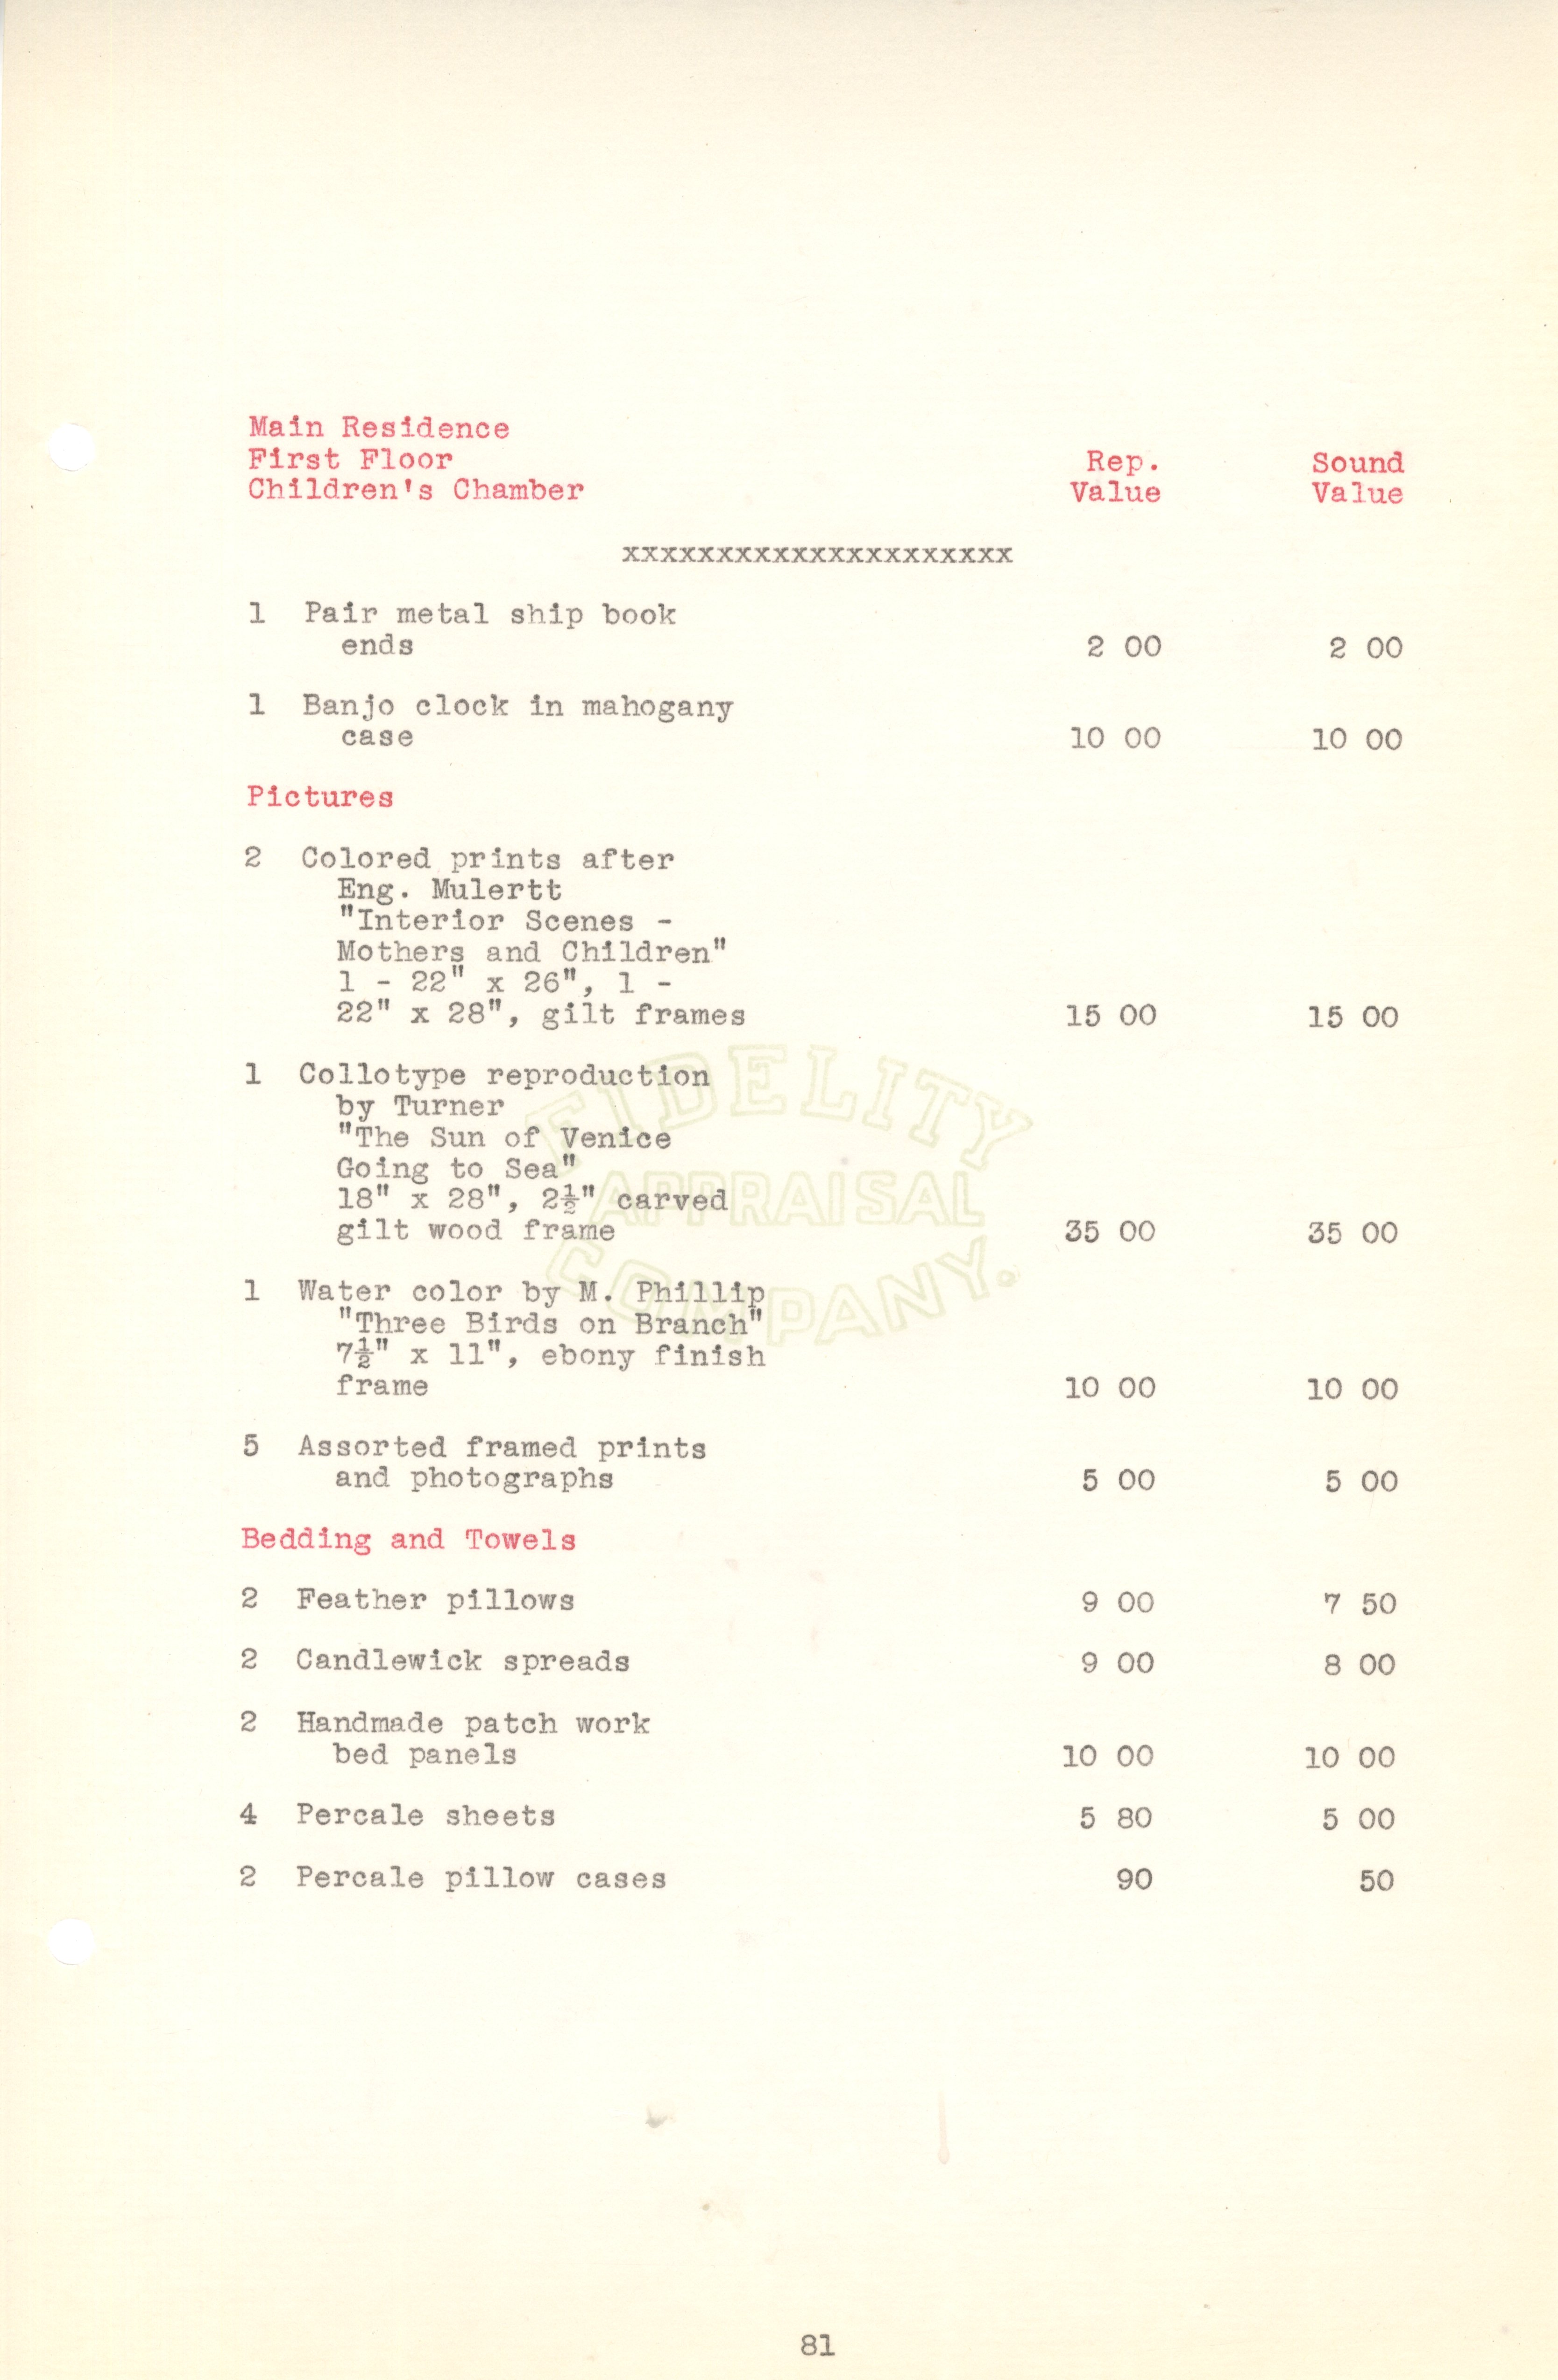 Main Residence
First Floor Rep. Sound
Children's Chamber Value Value
xxxxxxxxxxxxxxxxxxxxx
1 Pair metal ship book
ends 2 00 2 00
1 Banjo clock in mahogany
case 10 00 10 00
Pictures
2 Colored prints after
Eng. Mulertt
"Interior Scenes -
Mothers and Children"
1 - 22" x 26", 1 -
22" x 28", gilt frames 15 00 15 00
1 Collotype reproduction
by Turner
"The Sun of Venice
Going to Sea"
18" x 28", 2½" carved
gilt wood frame 35 00 35 00
1 Water color by M. Phillip
"Three Birds on Branch"
7½" x 11", ebony finish
frame 10 00 10 00
5 Assorted framed prints
and photographs 5 00 5 00
Bedding and Towels
2 Feather pillows 9 00 7 50
2 Candlewick spreads 9 00 8 00
2 Handmade patch work
bed panels 10 00 10 00
4 Percale sheets 5 80 5 00
2 Percale pillow cases 90 50
FIDELITY
APPRAISAL
COMPANY.
81